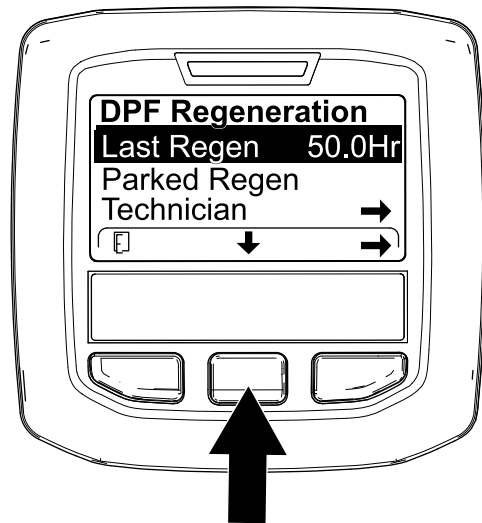 DPF Regeneration
Last Regen 50.0Hr
Parked Regen
Technician